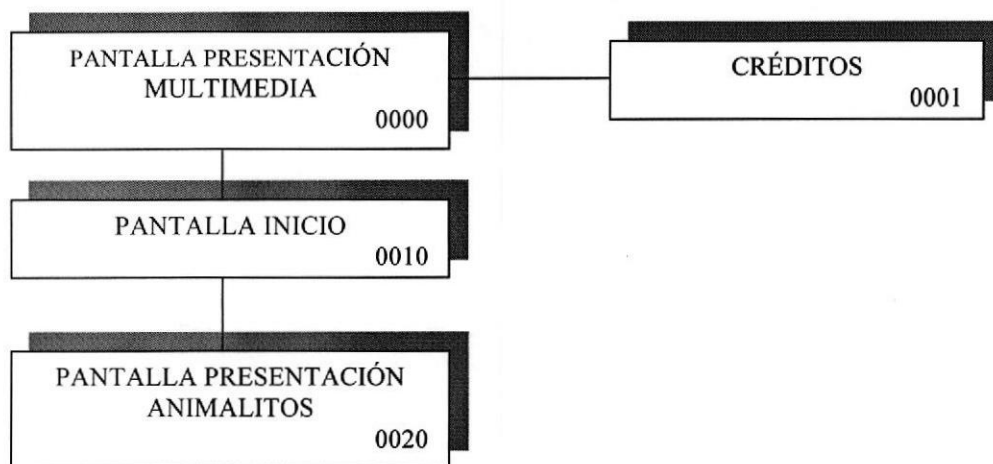 PANTALLA PRESENTACIÓN
MULTIMEDIA
0000
CRÉDITOS
0001
PANTALLA INICIO
0010
PANTALLA PRESENTACIÓN
ANIMALITOS
0020